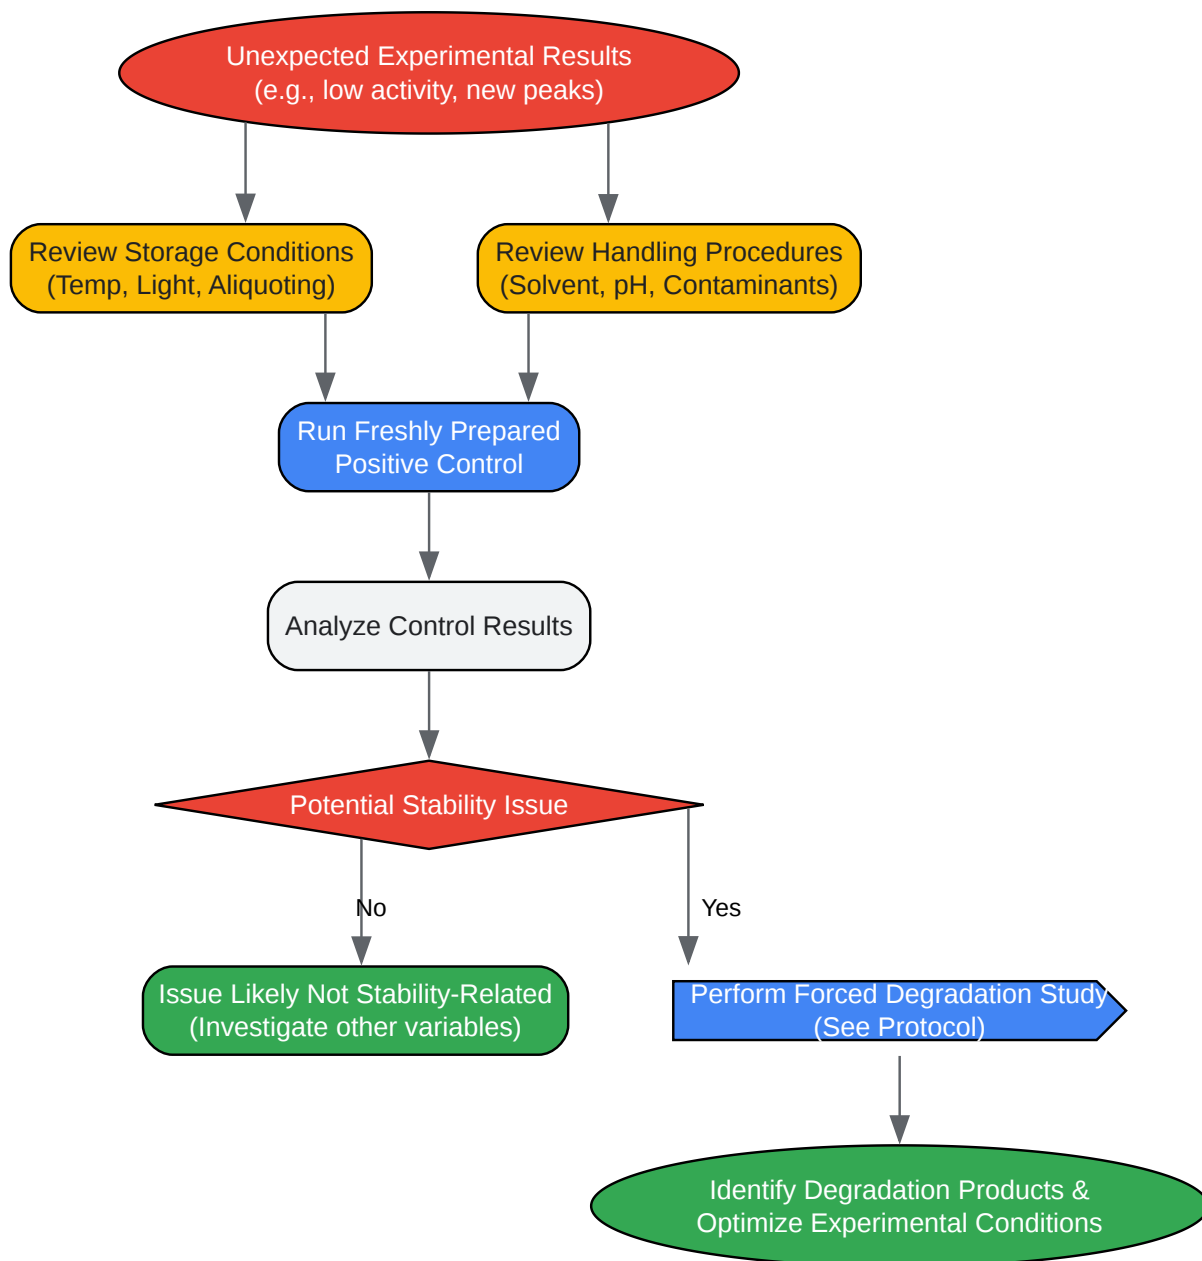 Unexpected Experimental Results
(e.g., low activity, new peaks)
Review Storage Conditions
(Temp, Light, Aliquoting)
Review Handling Procedures
(Solvent, pH, Contaminants)
Run Freshly Prepared
Positive Control
Analyze Control Results
Potential Stability Issue
No
Yes
Issue Likely Not Stability-Related
(Investigate other variables)
Perform Forced Degradation Study
(See Protocol)
Identify Degradation Products &
Optimize Experimental Conditions